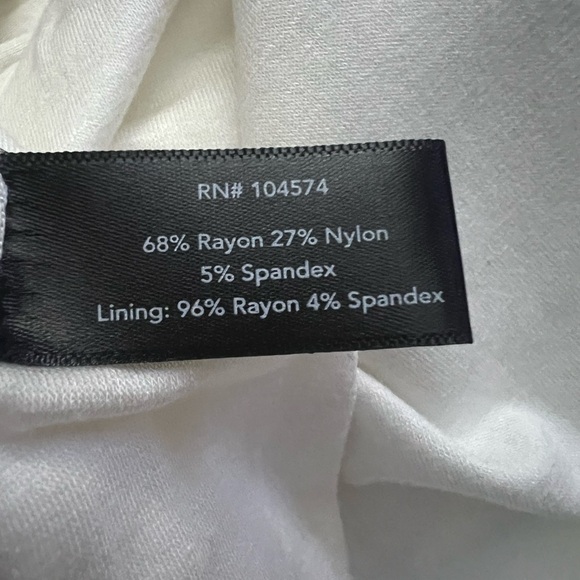 RN# 104574
68% Rayon 27% Nylon
5% Spandex
Lining: 96% Rayon 4% Spandex